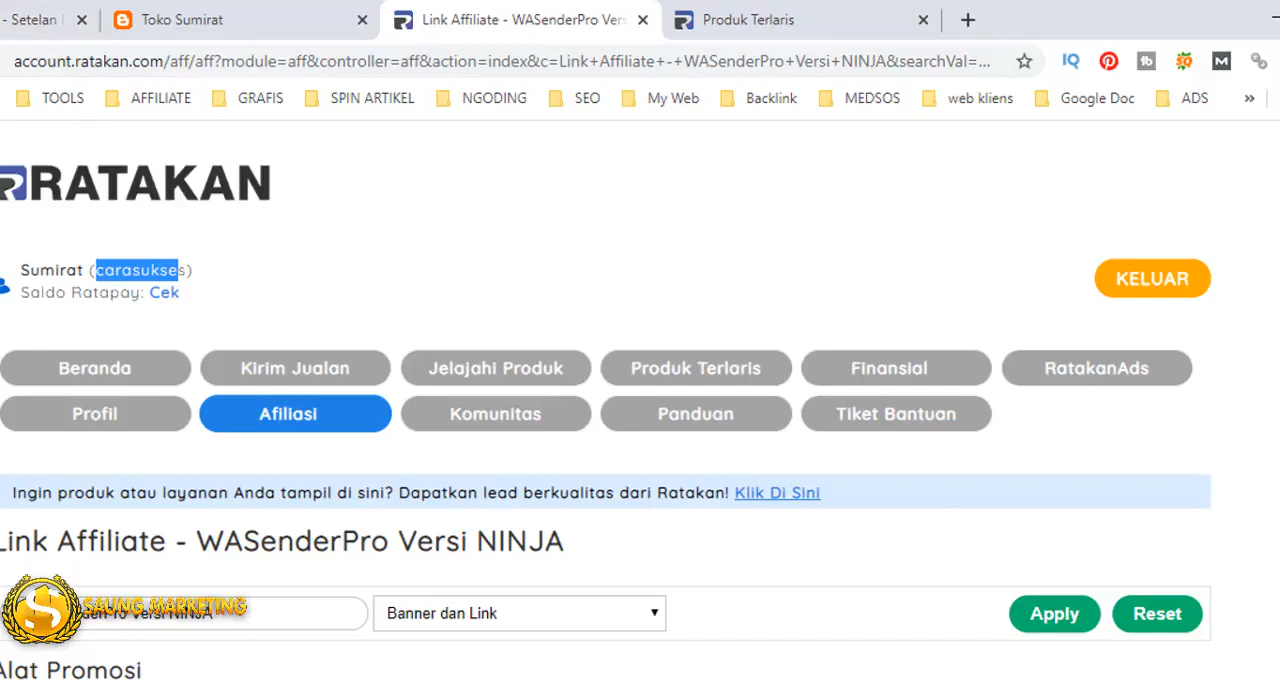 - Setelan
Toko Sumirat
Link Affiliate - WASenderPro Vers
Produk Terlaris
account.ratakan.com/aff/aff?module=aff&controller=aff&action=index&c=Link+Affiliate+-+WASenderPro+Versi+NINJA&searchVal=...
TOOLS AFFILIATE GRAFIS SPIN ARTIKEL NGODING SEO My Web Backlink MEDSOS web kliens Google Doc ADS »
RATAKAN
Sumirat (carasukses)
Saldo Ratapay: Cek
KELUAR
Beranda Kirim Jualan Jelajahi Produk Produk Terlaris Finansial RatakanAds
Profil Afiliasi Komunitas Panduan Tiket Bantuan
Ingin produk atau layanan Anda tampil di sini? Dapatkan lead berkualitas dari Ratakan! Klik Di Sini
Link Affiliate - WASenderPro Versi NINJA
SAUNG MARKETING
Versi NINJA
Banner dan Link
Apply Reset
Alat Promosi